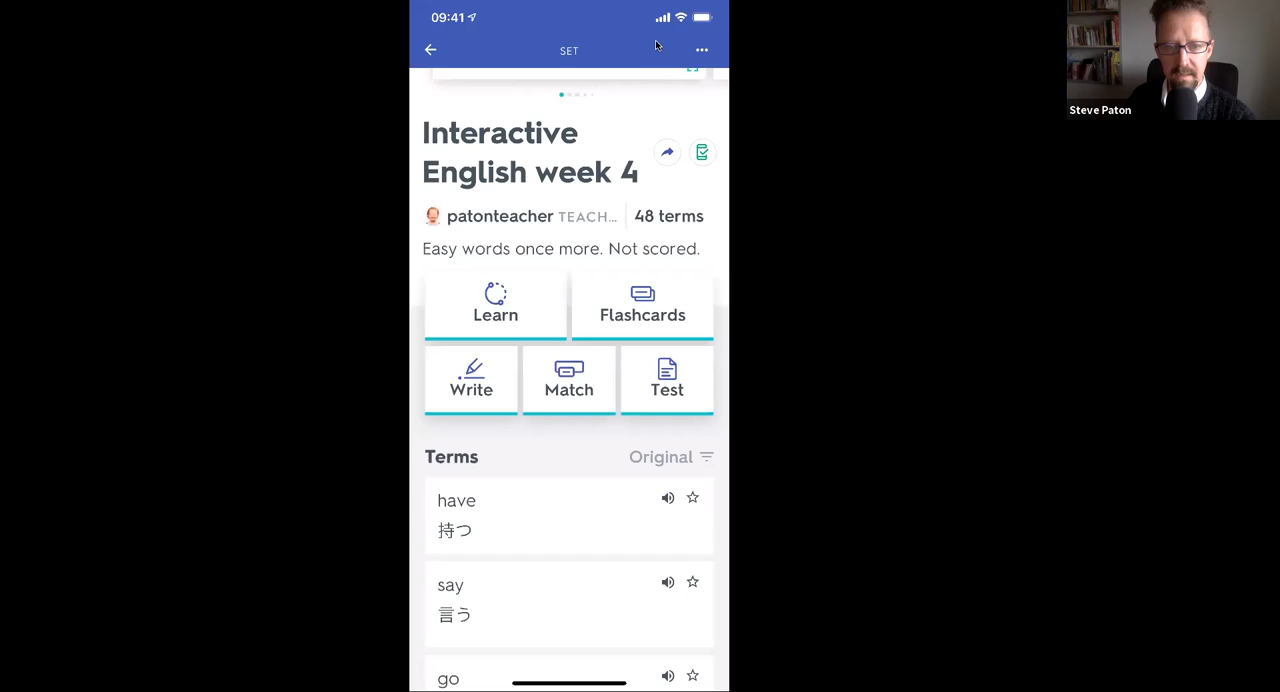 09:41
SET
Interactive
English week 4
patonteacher TEACH... 48 terms
Easy words once more. Not scored.
Learn
Flashcards
Write
Match
Test
Terms
Original
have
持つ
say
言う
go
Steve Paton